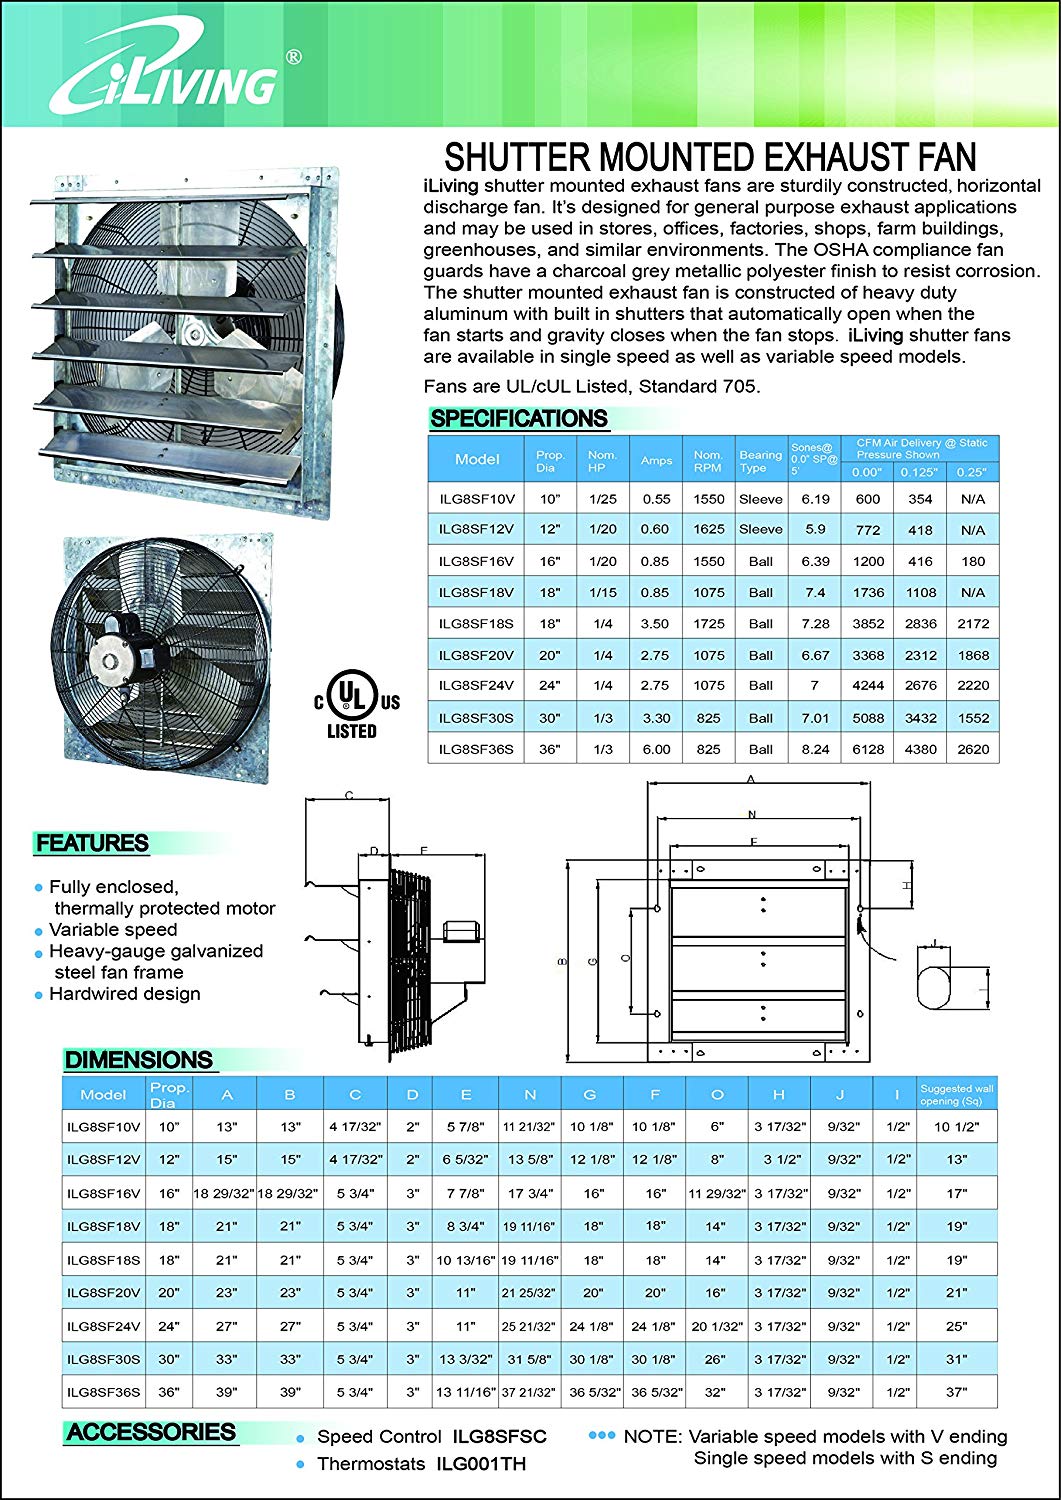 iLIVING ®
SHUTTER MOUNTED EXHAUST FAN
iLiving shutter mounted exhaust fans are sturdily constructed, horizontal
discharge fan. It's designed for general purpose exhaust applications
and may be used in stores, offices, factories, shops, farm buildings,
greenhouses, and similar environments. The OSHA compliance fan
guards have a charcoal grey metallic polyester finish to resist corrosion.
The shutter mounted exhaust fan is constructed of heavy duty
aluminum with built in shutters that automatically open when the
fan starts and gravity closes when the fan stops. iLiving shutter fans
are available in single speed as well as variable speed models.
Fans are UL/cUL Listed, Standard 705.
SPECIFICATIONS
Model Prop. Dia Nom. HP Amps Nom. RPM Bearing Type Sones@ 0.0" SP@ 5' CFM Air Delivery @ Static Pressure Shown 0.00" 0.125" 0.25"
ILG8SF10V 10" 1/25 0.55 1550 Sleeve 6.19 600 354 N/A
ILG8SF12V 12" 1/20 0.60 1625 Sleeve 5.9 772 418 N/A
ILG8SF16V 16" 1/20 0.85 1550 Ball 6.39 1200 416 180
ILG8SF18V 18" 1/15 0.85 1075 Ball 7.4 1736 1108 N/A
ILG8SF18S 18" 1/4 3.50 1725 Ball 7.28 3852 2836 2172
ILG8SF20V 20" 1/4 2.75 1075 Ball 6.67 3368 2312 1868
ILG8SF24V 24" 1/4 2.75 1075 Ball 7 4244 2676 2220
ILG8SF30S 30" 1/3 3.30 825 Ball 7.01 5088 3432 1552
ILG8SF36S 36" 1/3 6.00 825 Ball 8.24 6128 4380 2620
C UL ® US
LISTED
FEATURES
Fully enclosed,
thermally protected motor
Variable speed
Heavy-gauge galvanized
steel fan frame
Hardwired design
C
D E
A
N
F
H
B
G
O
J
I
DIMENSIONS
Model Prop. Dia A B C D E N G F O H J I Suggested wall opening (Sq)
ILG8SF10V 10" 13" 13" 4 17/32" 2" 5 7/8" 11 21/32" 10 1/8" 10 1/8" 6" 3 17/32" 9/32" 1/2" 10 1/2"
ILG8SF12V 12" 15" 15" 4 17/32" 2" 6 5/32" 13 5/8" 12 1/8" 12 1/8" 8" 3 1/2" 9/32" 1/2" 13"
ILG8SF16V 16" 18 29/32" 18 29/32" 5 3/4" 3" 7 7/8" 17 3/4" 16" 16" 11 29/32" 3 17/32" 9/32" 1/2" 17"
ILG8SF18V 18" 21" 21" 5 3/4" 3" 8 3/4" 19 11/16" 18" 18" 14" 3 17/32" 9/32" 1/2" 19"
ILG8SF18S 18" 21" 21" 5 3/4" 3" 10 13/16" 19 11/16" 18" 18" 14" 3 17/32" 9/32" 1/2" 19"
ILG8SF20V 20" 23" 23" 5 3/4" 3" 11" 21 25/32" 20" 20" 16" 3 17/32" 9/32" 1/2" 21"
ILG8SF24V 24" 27" 27" 5 3/4" 3" 11" 25 21/32" 24 1/8" 24 1/8" 20 1/32" 3 17/32" 9/32" 1/2" 25"
ILG8SF30S 30" 33" 33" 5 3/4" 3" 13 3/32" 31 5/8" 30 1/8" 30 1/8" 26" 3 17/32" 9/32" 1/2" 31"
ILG8SF36S 36" 39" 39" 5 3/4" 3" 13 11/16" 37 21/32" 36 5/32" 36 5/32" 32" 3 17/32" 9/32" 1/2" 37"
ACCESSORIES
Speed Control ILG8SFSC
Thermostats ILG001TH
NOTE: Variable speed models with V ending
Single speed models with S ending